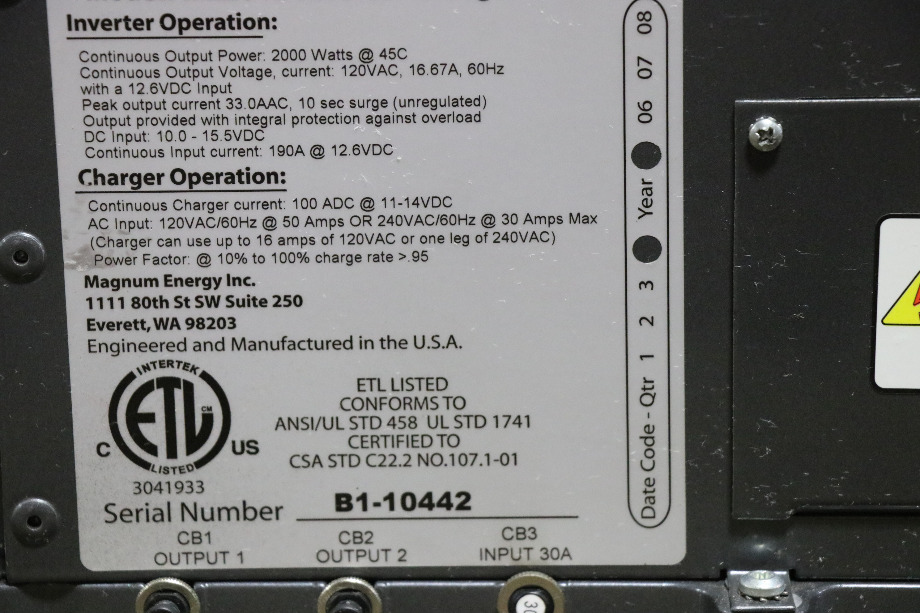 Inverter Operation:
Continuous Output Power: 2000 Watts @ 45C
Continuous Output Voltage, current: 120VAC, 16.67A, 60Hz
with a 12.6VDC Input
Peak output current 33.0AAC, 10 sec surge (unregulated)
Output provided with integral protection against overload
DC Input: 10.0 - 15.5VDC
Continuous Input current: 190A @ 12.6VDC
Charger Operation:
Continuous Charger current: 100 ADC @ 11-14VDC
AC Input: 120VAC/60Hz @ 50 Amps OR 240VAC/60Hz @ 30 Amps Max
(Charger can use up to 16 amps of 120VAC or one leg of 240VAC)
Power Factor: @ 10% to 100% charge rate >.95
Magnum Energy Inc.
1111 80th St SW Suite 250
Everett, WA 98203
Engineered and Manufactured in the U.S.A.
INTERTEK
ETL CM
C US
LISTED
3041933
ETL LISTED
CONFORMS TO
ANSI/UL STD 458 UL STD 1741
CERTIFIED TO
CSA STD C22.2 NO.107.1-01
Serial Number B1-10442
CB1 CB2 CB3
OUTPUT 1 OUTPUT 2 INPUT 30A
Date Code - Qtr 1 2 3 Year 06 07 08